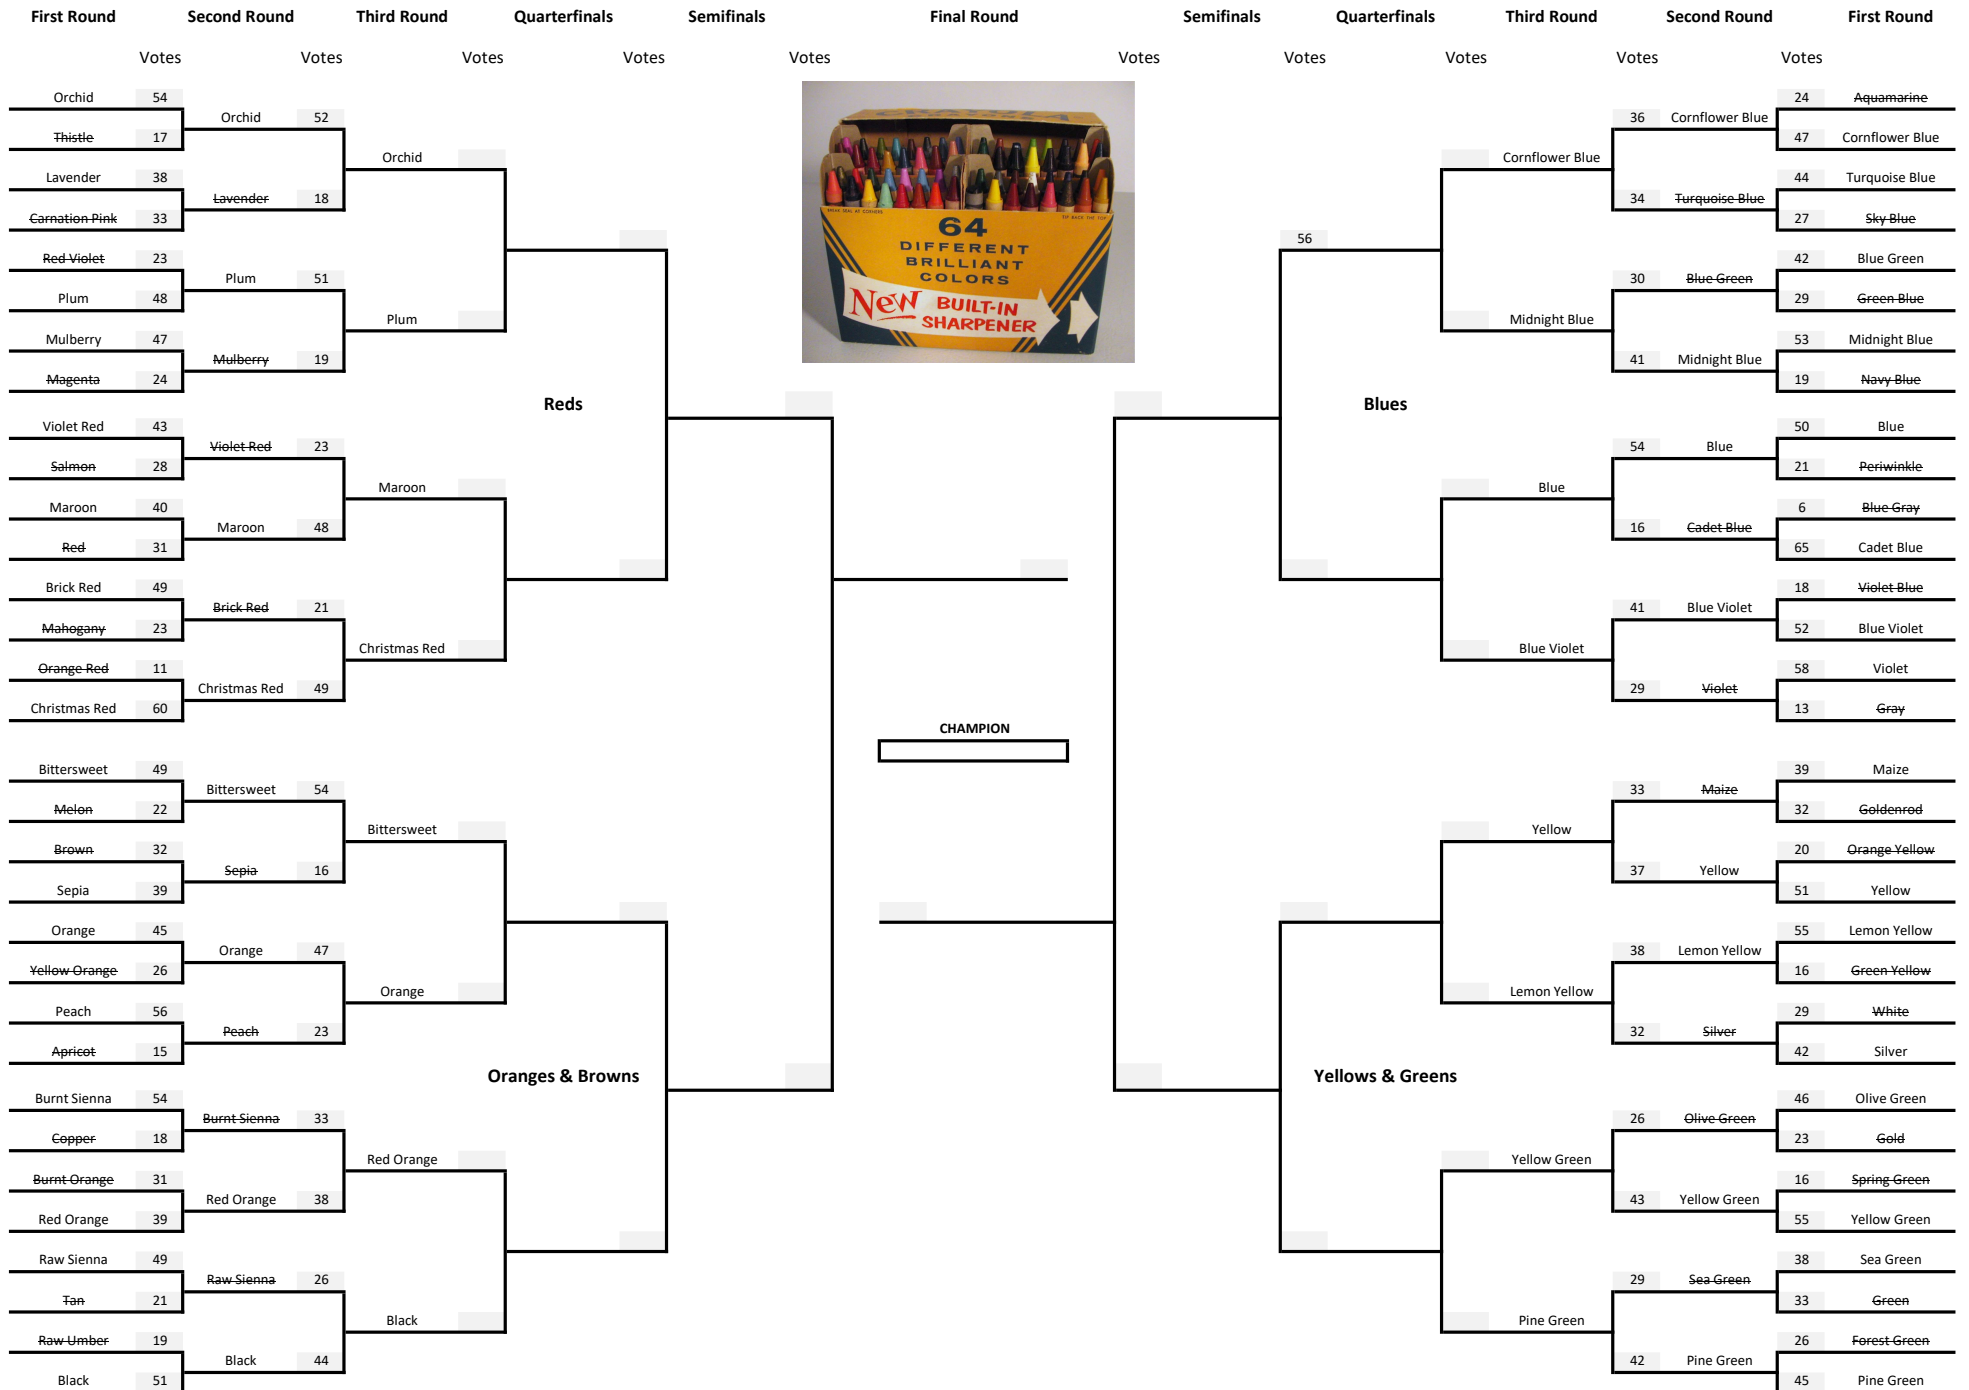 First Round Second Round Third Round Quarterfinals Semifinals Final Round Semifinals Quarterfinals Third Round Second Round First Round
Votes Votes Votes Votes Votes Votes Votes Votes Votes Votes
Orchid 54 24 Aquamarine
Orchid 52 36 Cornflower Blue
Thistle 17 47 Cornflower Blue
Orchid Cornflower Blue
Lavender 38 44 Turquoise Blue
Lavender 18 34 Turquoise Blue
Carnation Pink 33 27 Sky Blue
64
56
DIFFERENT
BRILLIANT
COLORS
Red Violet 23 42 Blue Green
Plum 51 30 Blue Green
Plum 48 29 Green Blue
New BUILT-IN
SHARPENER
Plum Midnight Blue
Mulberry 47 53 Midnight Blue
Mulberry 19 41 Midnight Blue
Magenta 24 19 Navy Blue
Reds Blues
Violet Red 43 50 Blue
Violet Red 23 54 Blue
Salmon 28 21 Periwinkle
Maroon Blue
Maroon 40 6 Blue Gray
Maroon 48 16 Cadet Blue
Red 31 65 Cadet Blue
Brick Red 49 18 Violet Blue
Brick Red 21 41 Blue Violet
Mahogany 23 52 Blue Violet
Christmas Red Blue Violet
Orange Red 11 58 Violet
Christmas Red 49 29 Violet
Christmas Red 60 13 Gray
CHAMPION
Bittersweet 49 39 Maize
Bittersweet 54 33 Maize
Melon 22 32 Goldenrod
Bittersweet Yellow
Brown 32 20 Orange Yellow
Sepia 16 37 Yellow
Sepia 39 51 Yellow
Orange 45 55 Lemon Yellow
Orange 47 38 Lemon Yellow
Yellow Orange 26 16 Green Yellow
Orange Lemon Yellow
Peach 56 29 White
Peach 23 32 Silver
Apricot 15 42 Silver
Oranges & Browns Yellows & Greens
Burnt Sienna 54 46 Olive Green
Burnt Sienna 33 26 Olive Green
Copper 18 23 Gold
Red Orange Yellow Green
Burnt Orange 31 16 Spring Green
Red Orange 38 43 Yellow Green
Red Orange 39 55 Yellow Green
Raw Sienna 49 38 Sea Green
Raw Sienna 26 29 Sea Green
Tan 21 33 Green
Black Pine Green
Raw Umber 19 26 Forest Green
Black 44 42 Pine Green
Black 51 45 Pine Green